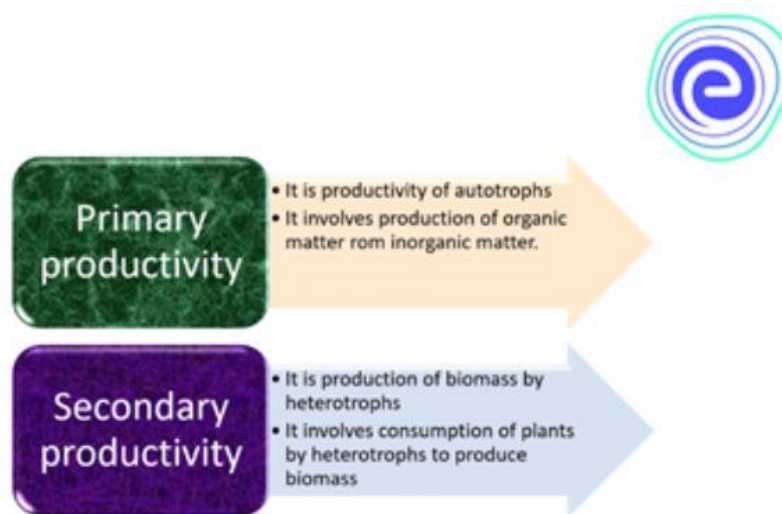 Primary
productivity
• It is productivity of autotrophs
• It involves production of organic
matter rom inorganic matter.
Secondary
productivity
• It is production of biomass by
heterotrophs
• It involves consumption of plants
by heterotrophs to produce
biomass